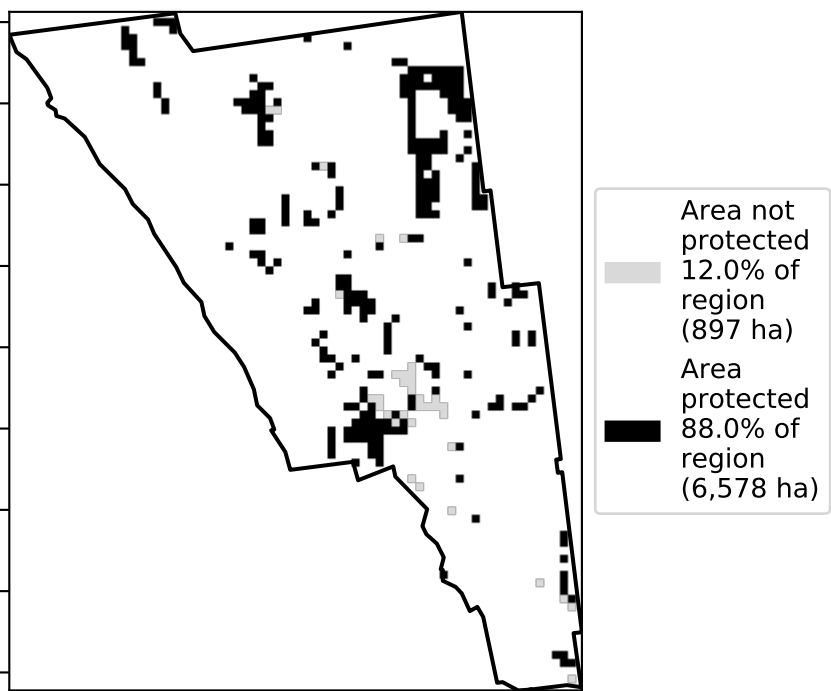 Area not
protected
12.0% of
region
(897 ha)
Area
protected
88.0% of
region
(6,578 ha)